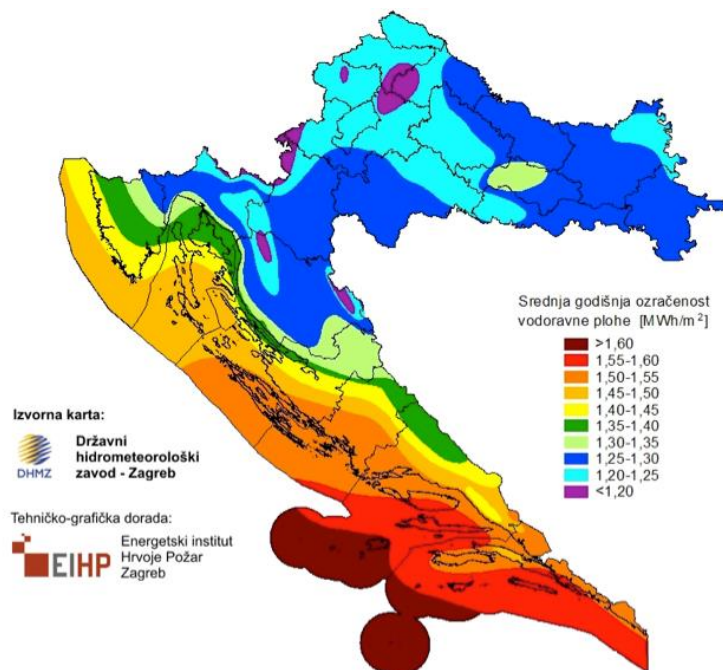 Srednja godišnja ozračenost
vodoravne plohe [MWh/m²]
>1,60
1,55-1,60
1,50-1,55
1,45-1,50
1,40-1,45
1,35-1,40
1,30-1,35
1,25-1,30
1,20-1,25
<1,20
Izvorna karta:
DHMZ
Državni
hidrometeorološki
zavod - Zagreb
Tehničko-grafička dorada:
EIHP
Energetski institut
Hrvoje Požar
Zagreb